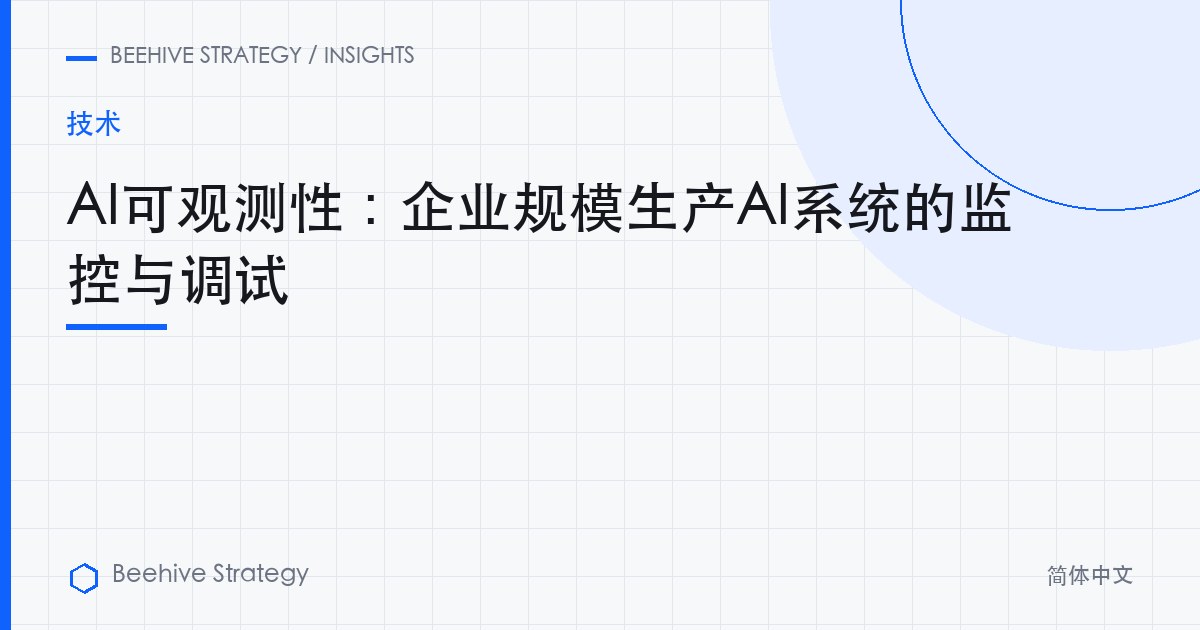 BEEHIVE STRATEGY / INSIGHTS
技术
AI可观测性：企业规模生产AI系统的监
控与调试
Beehive Strategy
简体中文